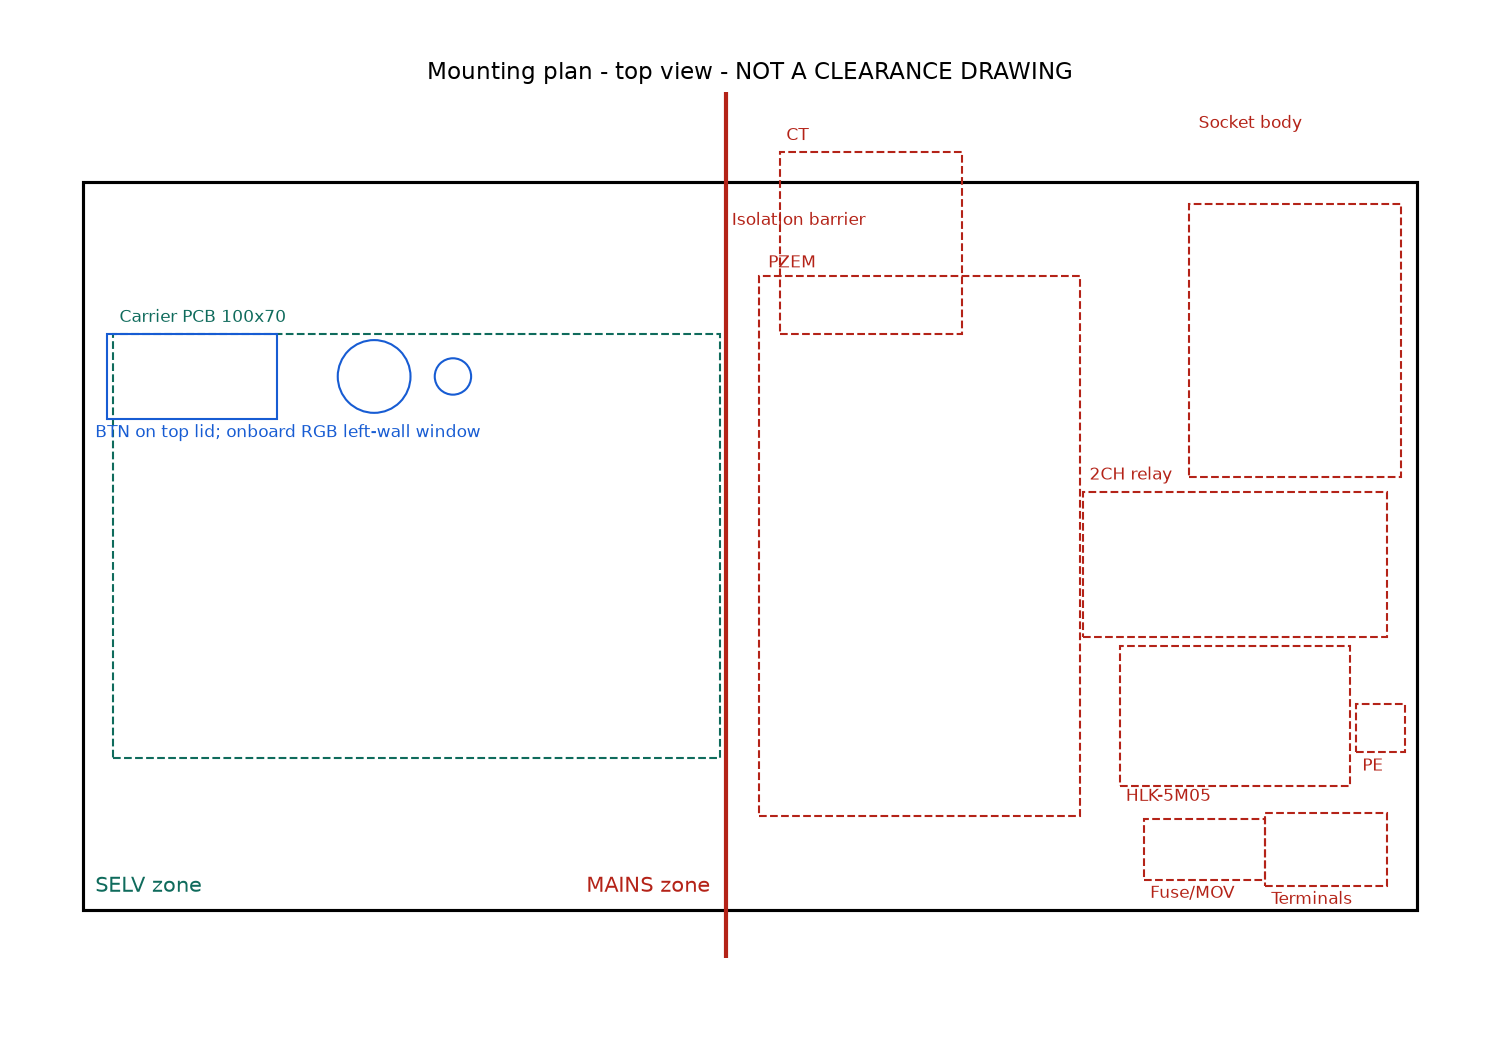 Mounting plan - top view - NOT A CLEARANCE DRAWING
Socket body
CT
Isolation barrier
PZEM
Carrier PCB 100x70
BTN on top lid; onboard RGB left-wall window
2CH relay
PE
HLK-5M05
SELV zone
MAINS zone
Fuse/MOV
Terminals